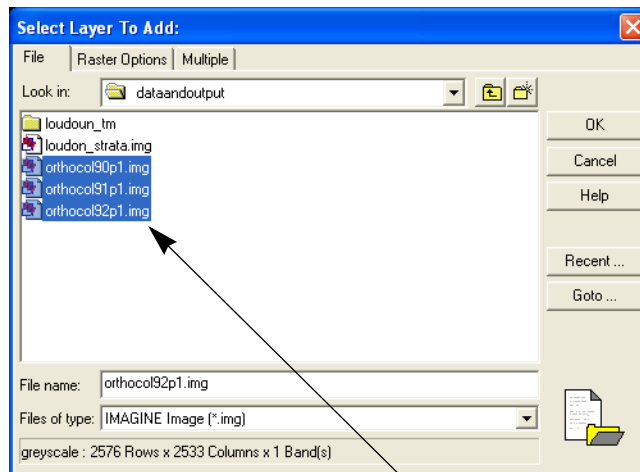 Select Layer To Add:
File Raster Options Multiple
Look in: dataandoutput
loudoun_tm
loudon_strata.img
orthocol90p1.img
orthocol91p1.img
orthocol92p1.img
OK
Cancel
Help
Recent ...
Goto ...
File name: orthocol92p1.img
Files of type: IMAGINE Image (*.img)
greyscale : 2576 Rows x 2533 Columns x 1 Band(s)